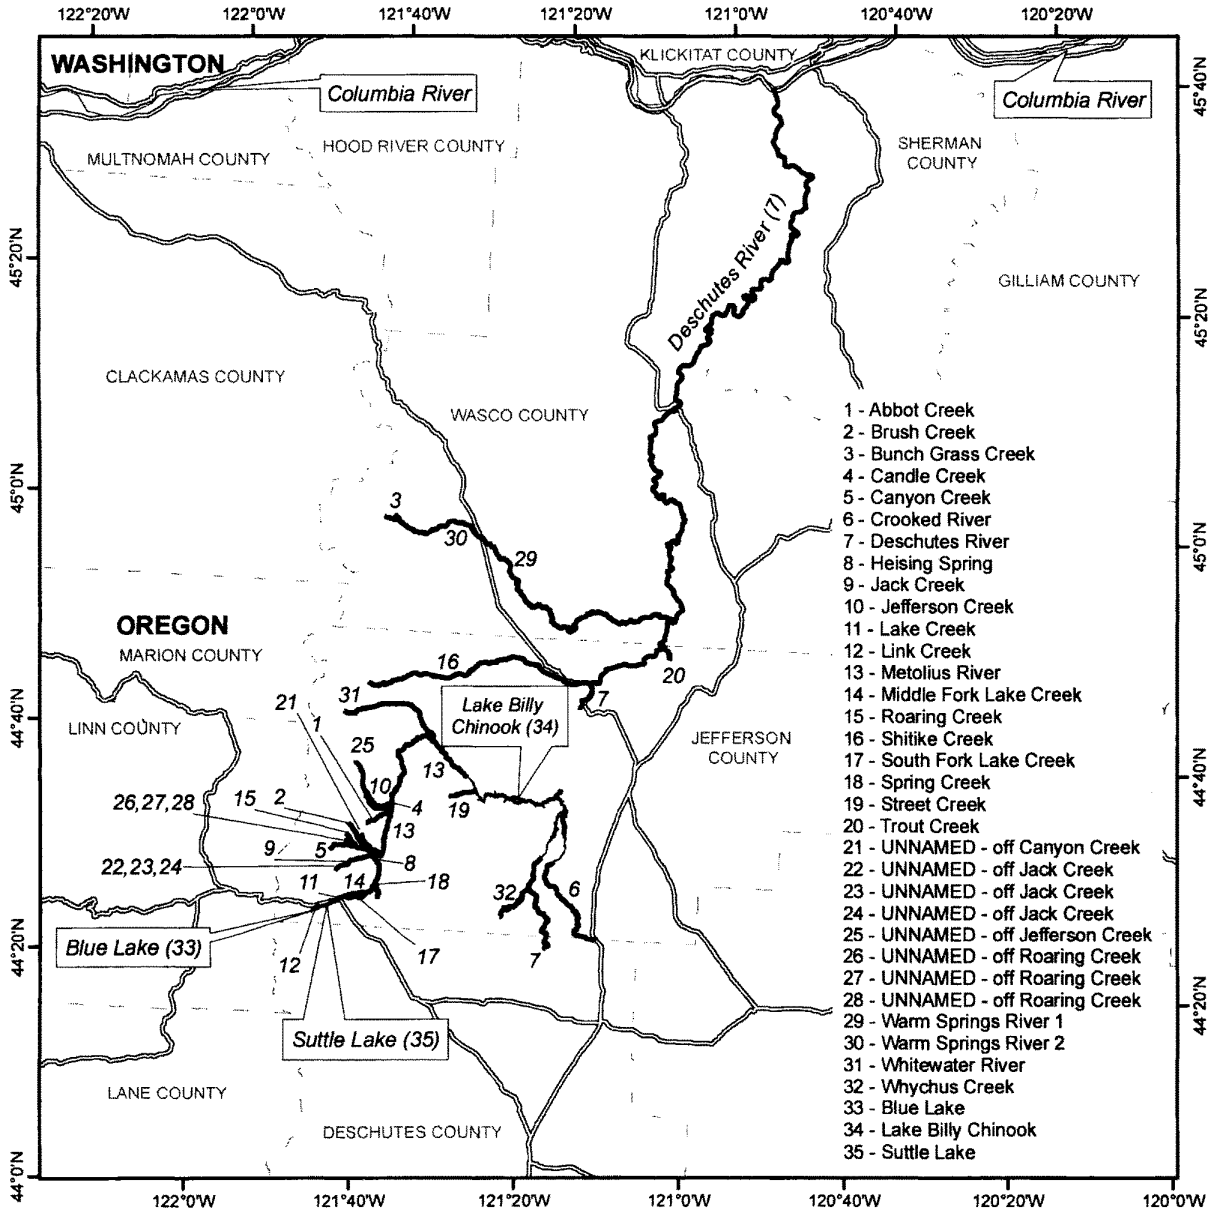 122°20'W 122°0'W 121°40'W 121°20'W 121°0'W 120°40'W 120°20'W
WASHINGTON
KLICKITAT COUNTY
Columbia River
Columbia River
45°40'N
MULTNOMAH COUNTY
HOOD RIVER COUNTY
SHERMAN
COUNTY
Deschutes River (7)
45°20'N
GILLIAM COUNTY
45°20'N
CLACKAMAS COUNTY
WASCO COUNTY
45°0'N
3
30
29
45°0'N
OREGON
MARION COUNTY
16
20
31
7
21
1
Lake Billy
Chinook (34)
44°40'N
LINN COUNTY
JEFFERSON
COUNTY
25
13
10
19
4
44°40'N
26,27,28
15
2
13
9
5
8
22,23,24
11
14
18
32
6
Blue Lake (33)
44°20'N
12
17
7
44°20'N
Suttle Lake (35)
LANE COUNTY
DESCHUTES COUNTY
44°0'N
1 - Abbot Creek
2 - Brush Creek
3 - Bunch Grass Creek
4 - Candle Creek
5 - Canyon Creek
6 - Crooked River
7 - Deschutes River
8 - Heising Spring
9 - Jack Creek
10 - Jefferson Creek
11 - Lake Creek
12 - Link Creek
13 - Metolius River
14 - Middle Fork Lake Creek
15 - Roaring Creek
16 - Shitike Creek
17 - South Fork Lake Creek
18 - Spring Creek
19 - Street Creek
20 - Trout Creek
21 - UNNAMED - off Canyon Creek
22 - UNNAMED - off Jack Creek
23 - UNNAMED - off Jack Creek
24 - UNNAMED - off Jack Creek
25 - UNNAMED - off Jefferson Creek
26 - UNNAMED - off Roaring Creek
27 - UNNAMED - off Roaring Creek
28 - UNNAMED - off Roaring Creek
29 - Warm Springs River 1
30 - Warm Springs River 2
31 - Whitewater River
32 - Whychus Creek
33 - Blue Lake
34 - Lake Billy Chinook
35 - Suttle Lake
122°0'W 121°40'W 121°20'W 121°0'W 120°40'W 120°20'W 120°0'W